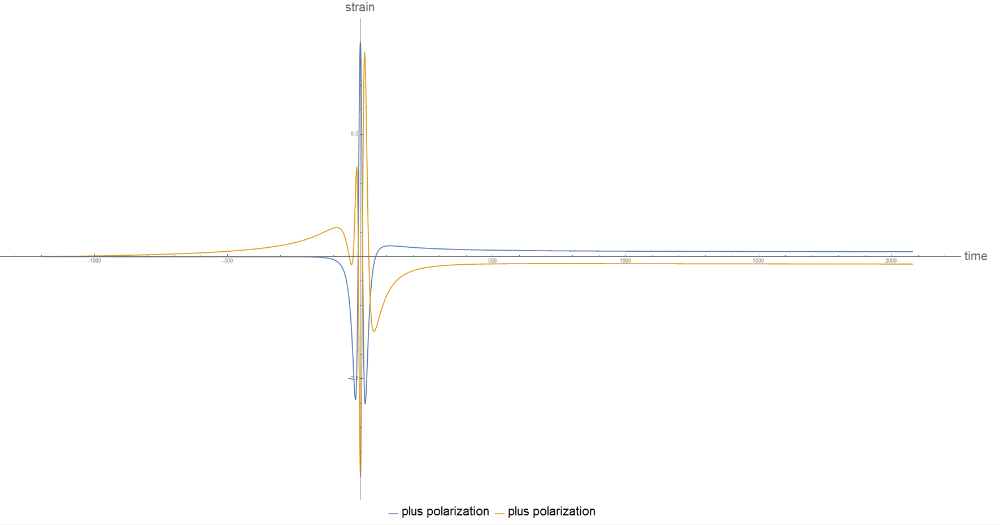 strain
0.5
-1000 -500 500 1000 1500 2000 time
-0.5
plus polarization plus polarization